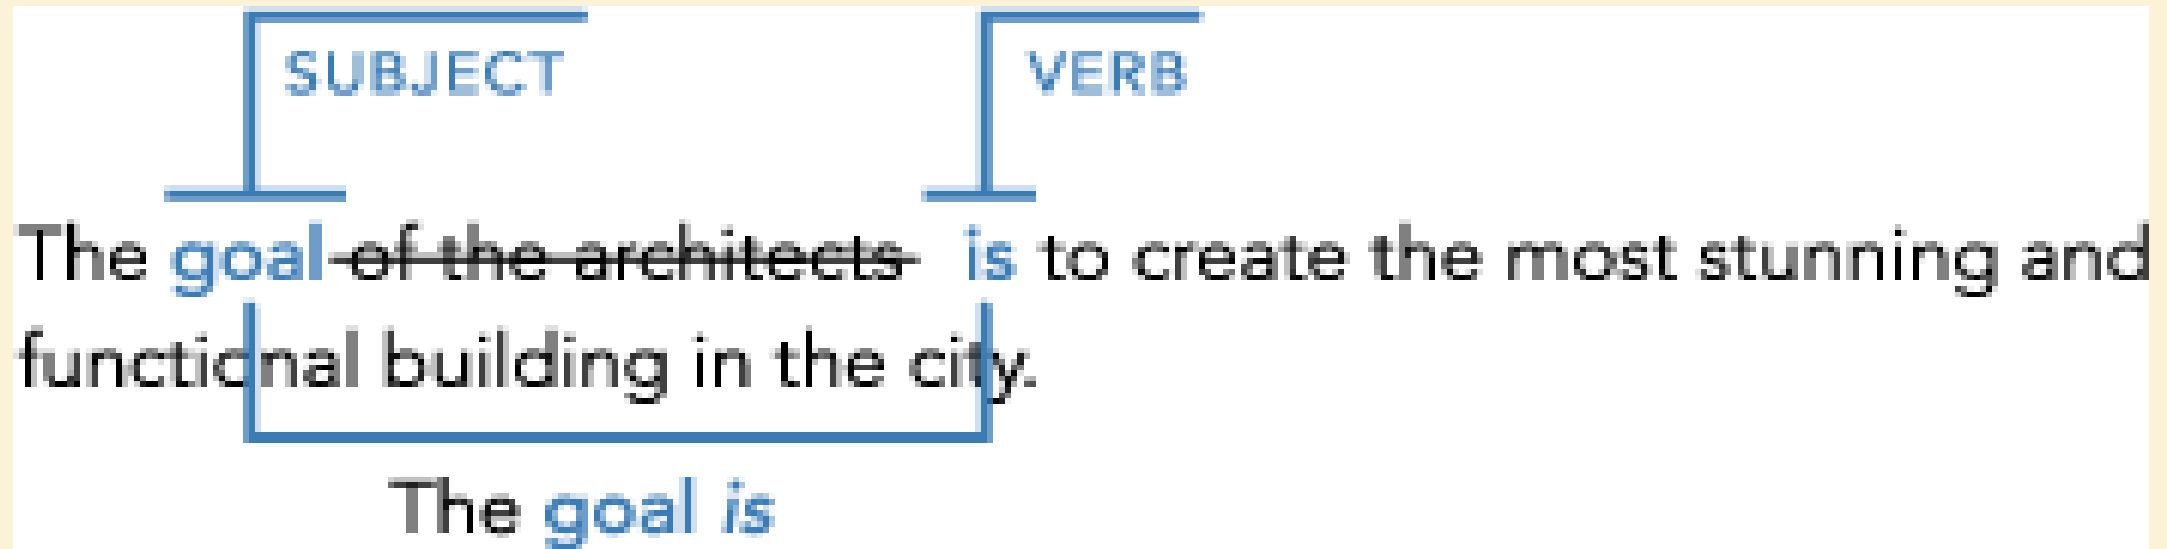 SUBJECT VERB
The goal of the architects is to create the most stunning and
functional building in the city.
The goal is